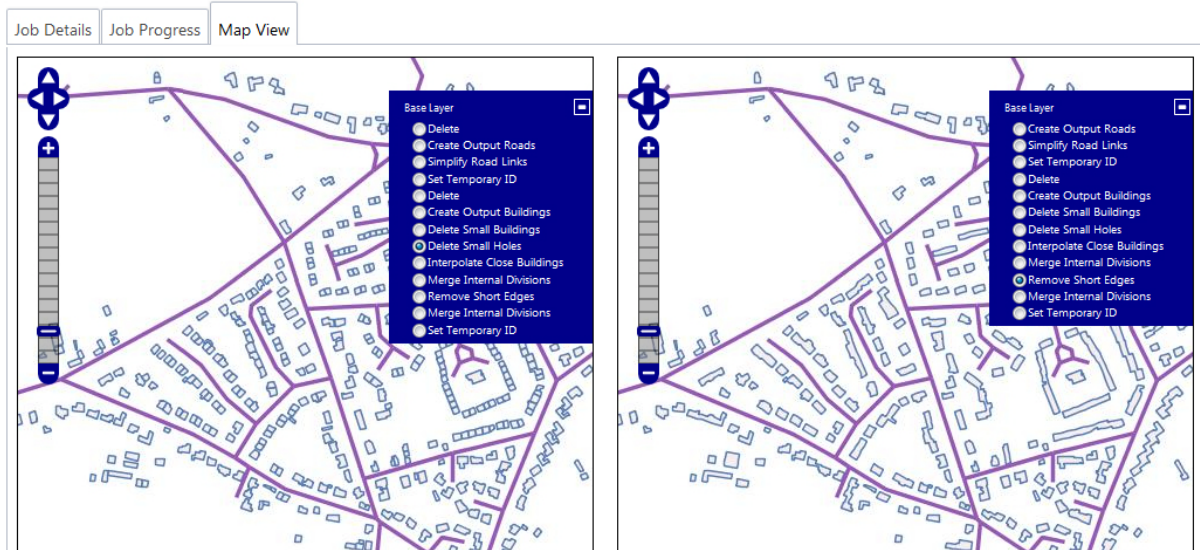 Job Details
Job Progress
Map View
Base Layer
Delete
Create Output Roads
Simplify Road Links
Set Temporary ID
Delete
Create Output Buildings
Delete Small Buildings
Delete Small Holes
Interpolate Close Buildings
Merge Internal Divisions
Remove Short Edges
Merge Internal Divisions
Set Temporary ID
Base Layer
Create Output Roads
Simplify Road Links
Set Temporary ID
Delete
Create Output Buildings
Delete Small Buildings
Delete Small Holes
Interpolate Close Buildings
Merge Internal Divisions
Remove Short Edges
Merge Internal Divisions
Set Temporary ID